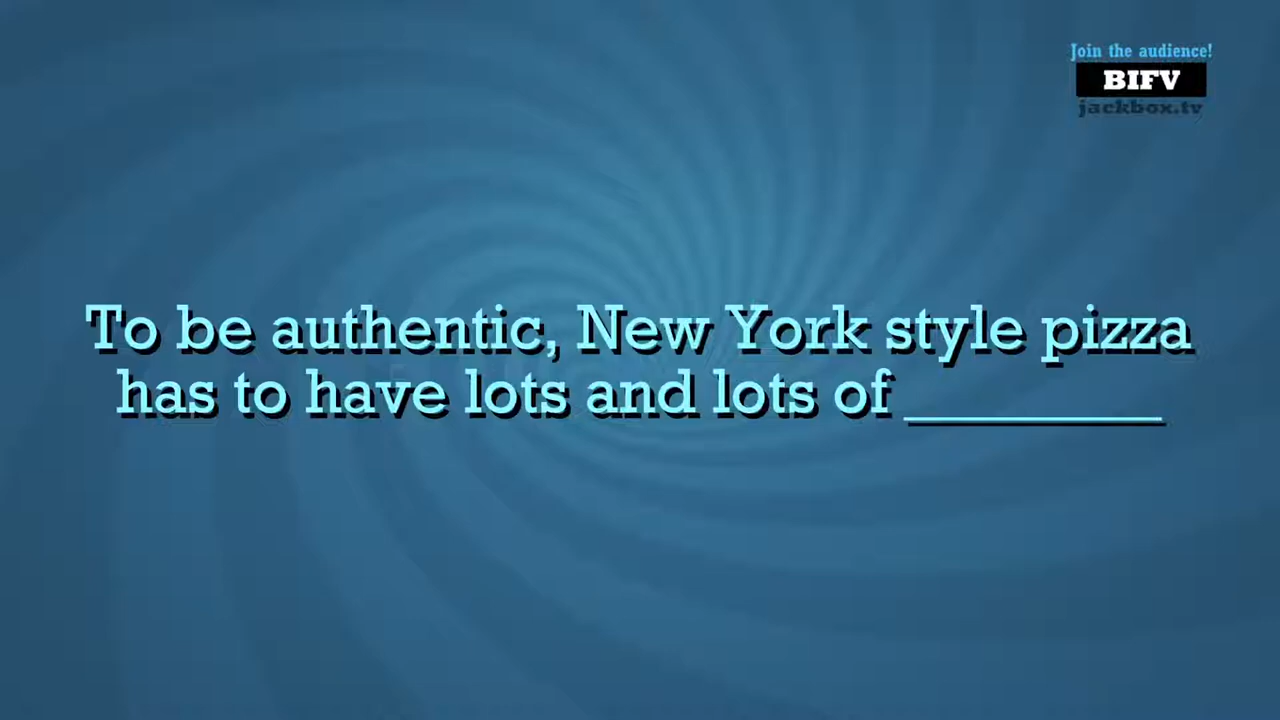 Join the audience!
BIFV
jackbox.tv
To be authentic, New York style pizza
has to have lots and lots of _________